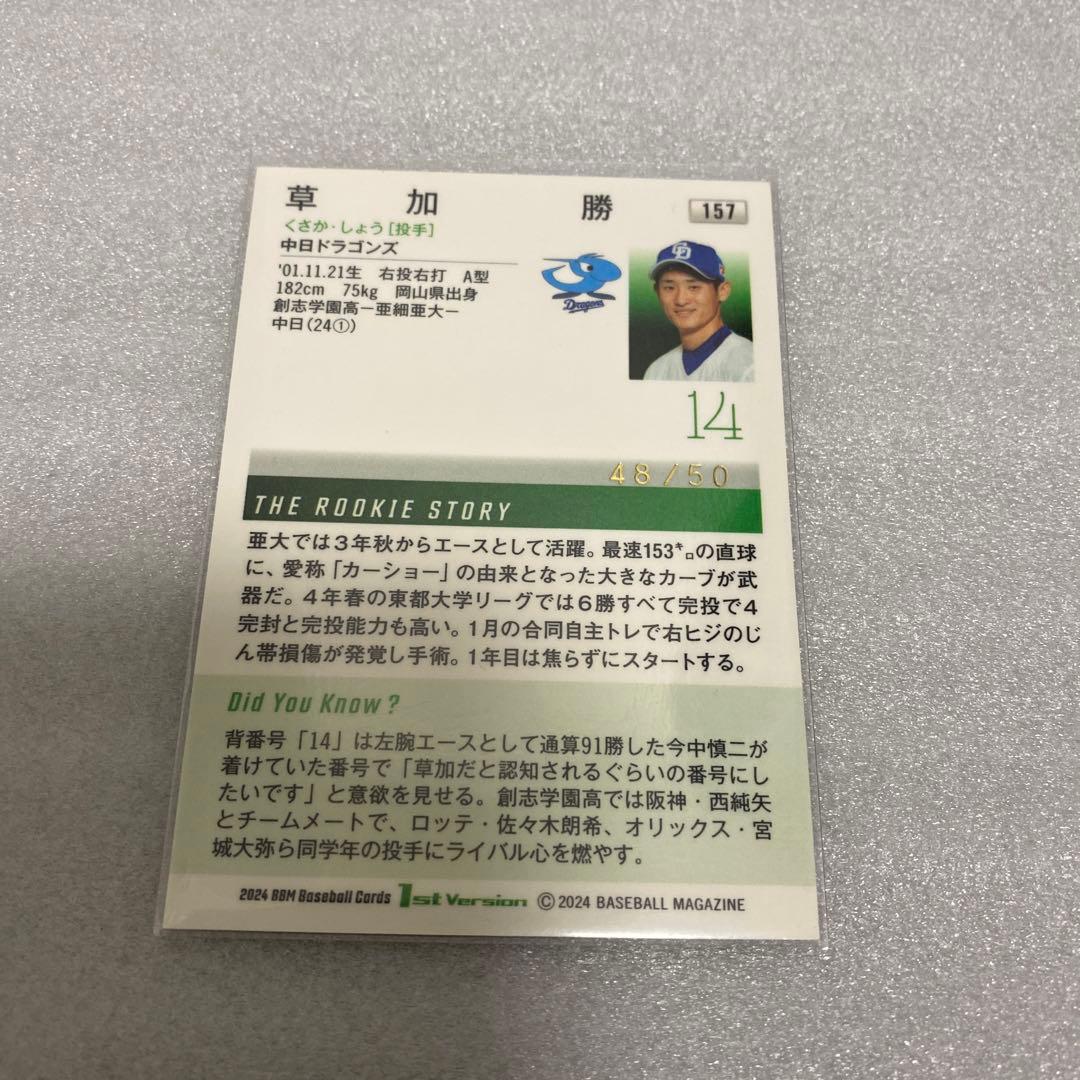 草加 勝
157
くさか・しょう[投手]
中日ドラゴンズ
'01.11.21生 右投右打 A型
182cm 75kg 岡山県出身
創志学園高－亜細亜大－
中日(24①)
Dragons
CD
14
48/50
THE ROOKIE STORY
亜大では3年秋からエースとして活躍。最速153㌔の直球
に、愛称「カーショー」の由来となった大きなカーブが武
器だ。4年春の東都大学リーグでは6勝すべて完投で4
完封と完投能力も高い。1月の合同自主トレで右ヒジのじ
ん帯損傷が発覚し手術。1年目は焦らずにスタートする。
Did You Know?
背番号「14」は左腕エースとして通算91勝した今中慎二が
着けていた番号で「草加だと認知されるぐらいの番号にし
たいです」と意欲を見せる。創志学園高では阪神・西純矢
とチームメートで、ロッテ・佐々木朗希、オリックス・宮
城大弥ら同学年の投手にライバル心を燃やす。
2024 BBM Baseball Cards 1st Version © 2024 BASEBALL MAGAZINE